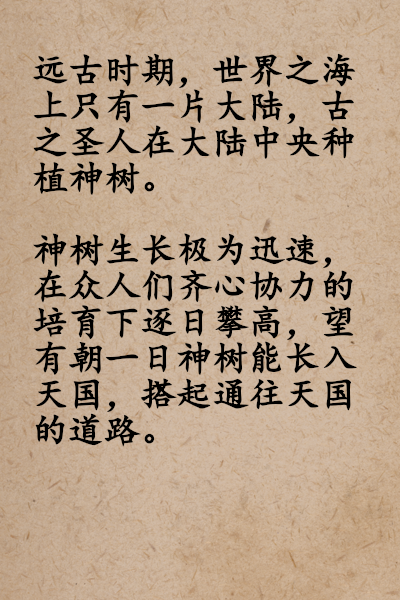 远古时期，世界之海
上只有一片大陆，古
之圣人在大陆中央种
植神树。
神树生长极为迅速，
在众人们齐心协力的
培育下逐日攀高，望
有朝一日神树能长入
天国，搭起通往天国
的道路。